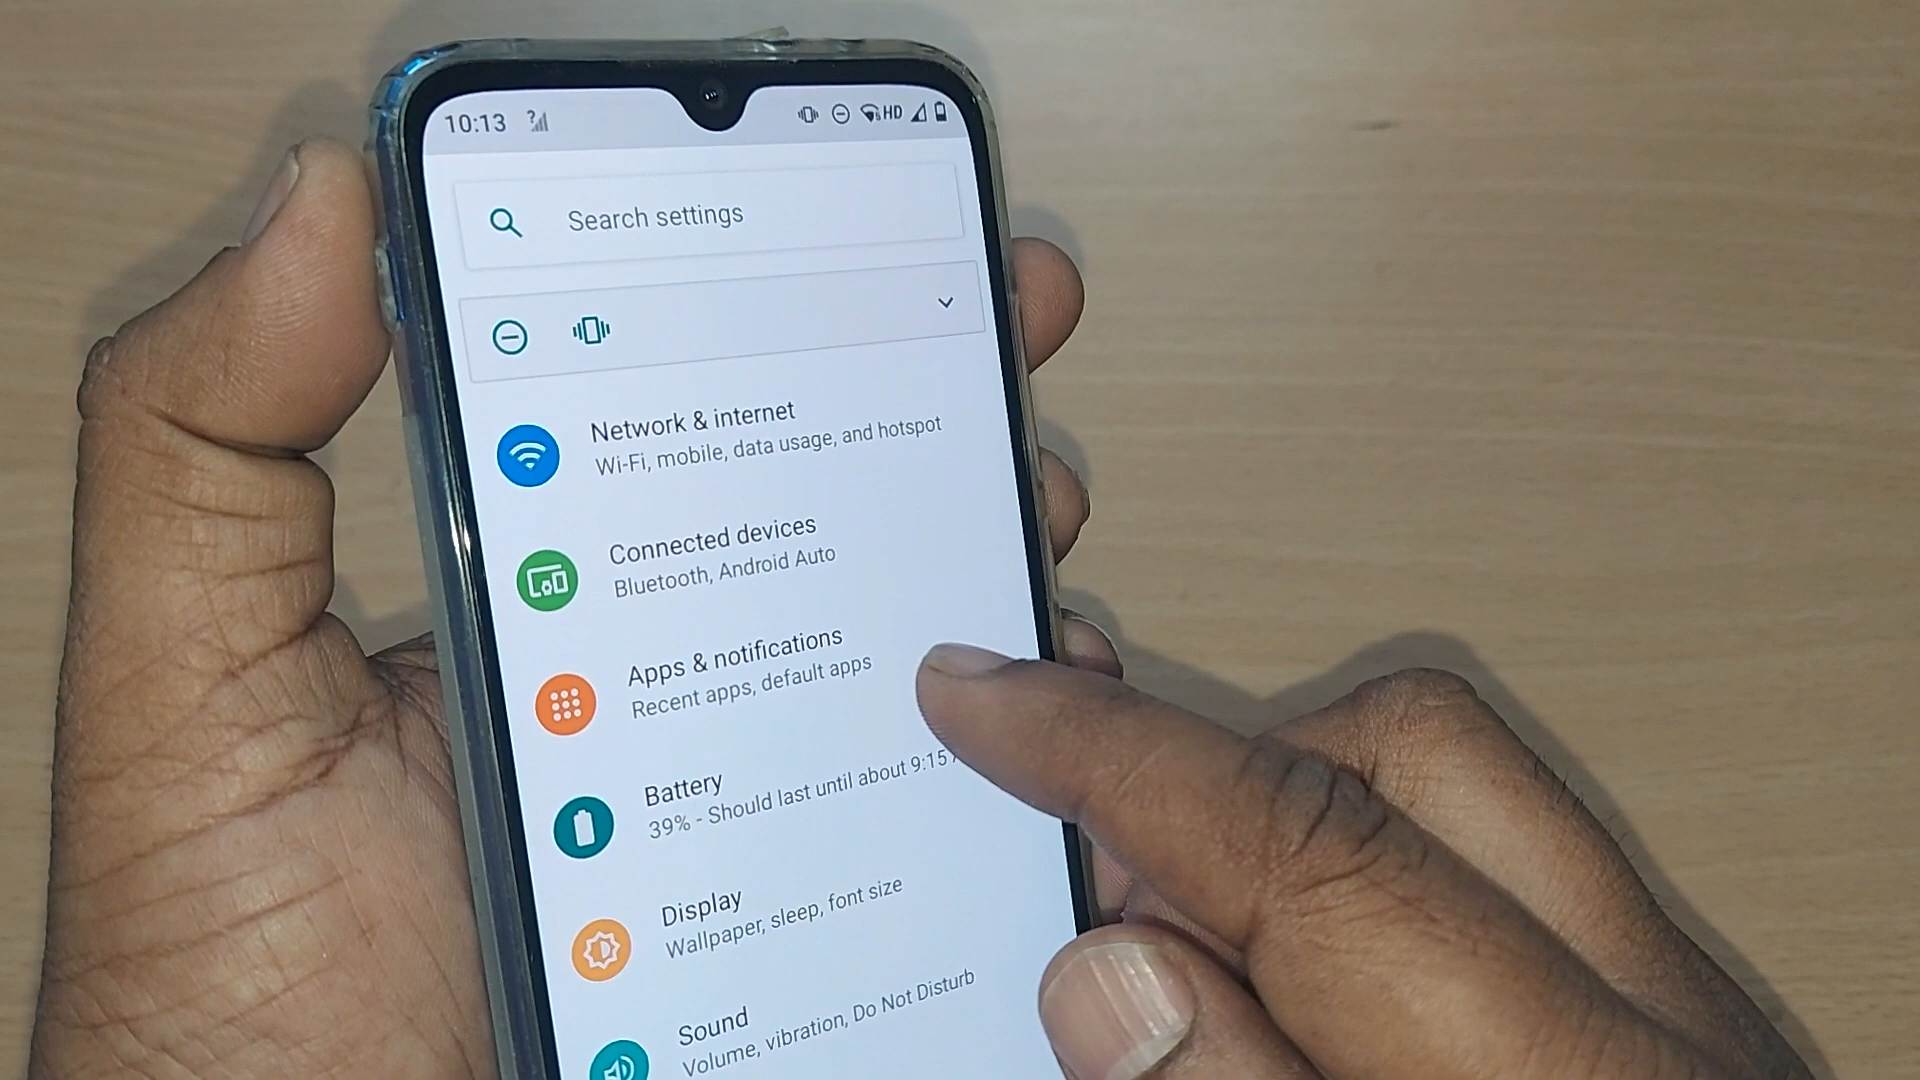 10:13 ? HD
Search settings
Network & internet
Wi-Fi, mobile, data usage, and hotspot
Connected devices
Bluetooth, Android Auto
Apps & notifications
Recent apps, default apps
Battery
39% - Should last until about 9:15
Display
Wallpaper, sleep, font size
Sound
Volume, vibration, Do Not Disturb